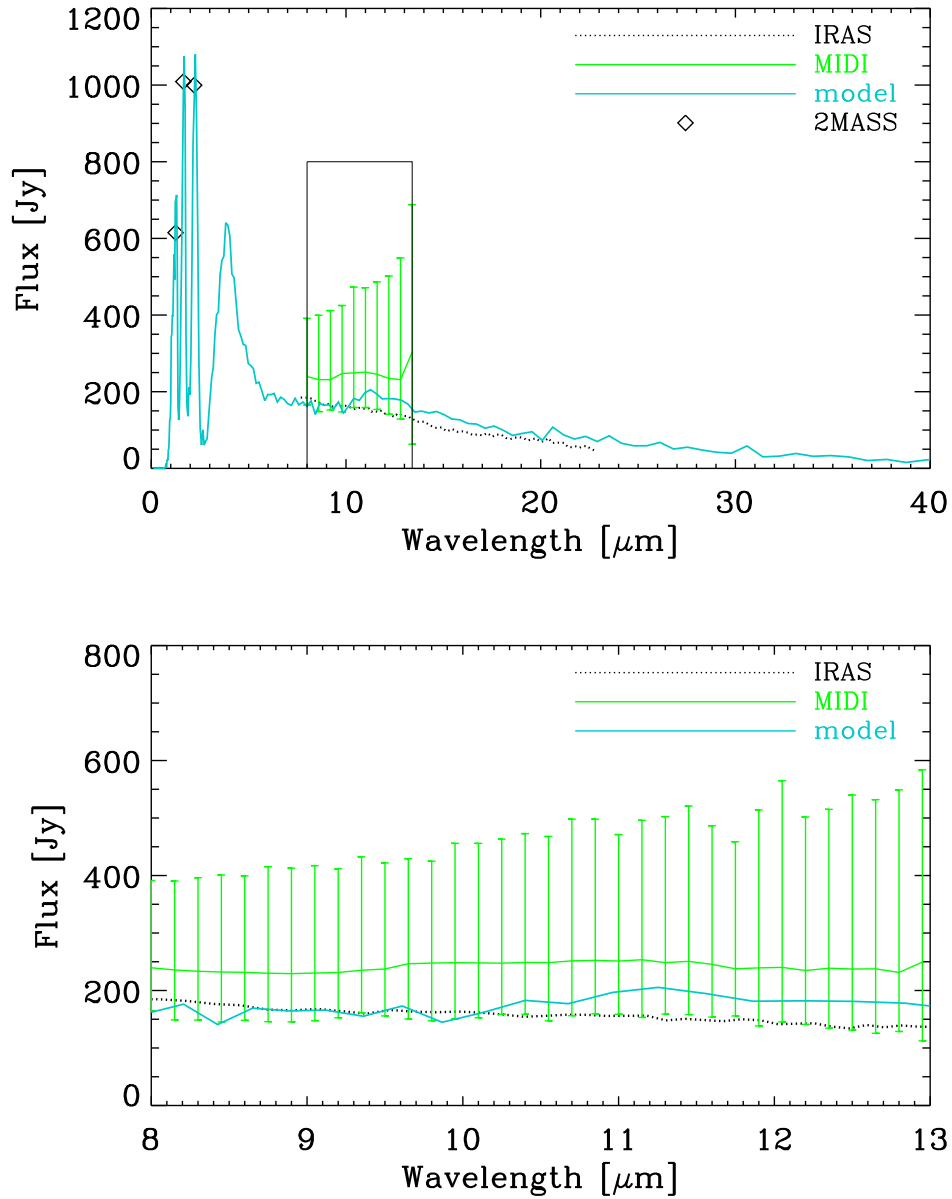 1200
1000
800
600
400
200
0
Flux [Jy]
IRAS
MIDI
model
2MASS
0 10 20 30 40
Wavelength [μm]
800
600
400
200
0
Flux [Jy]
IRAS
MIDI
model
8 9 10 11 12 13
Wavelength [μm]